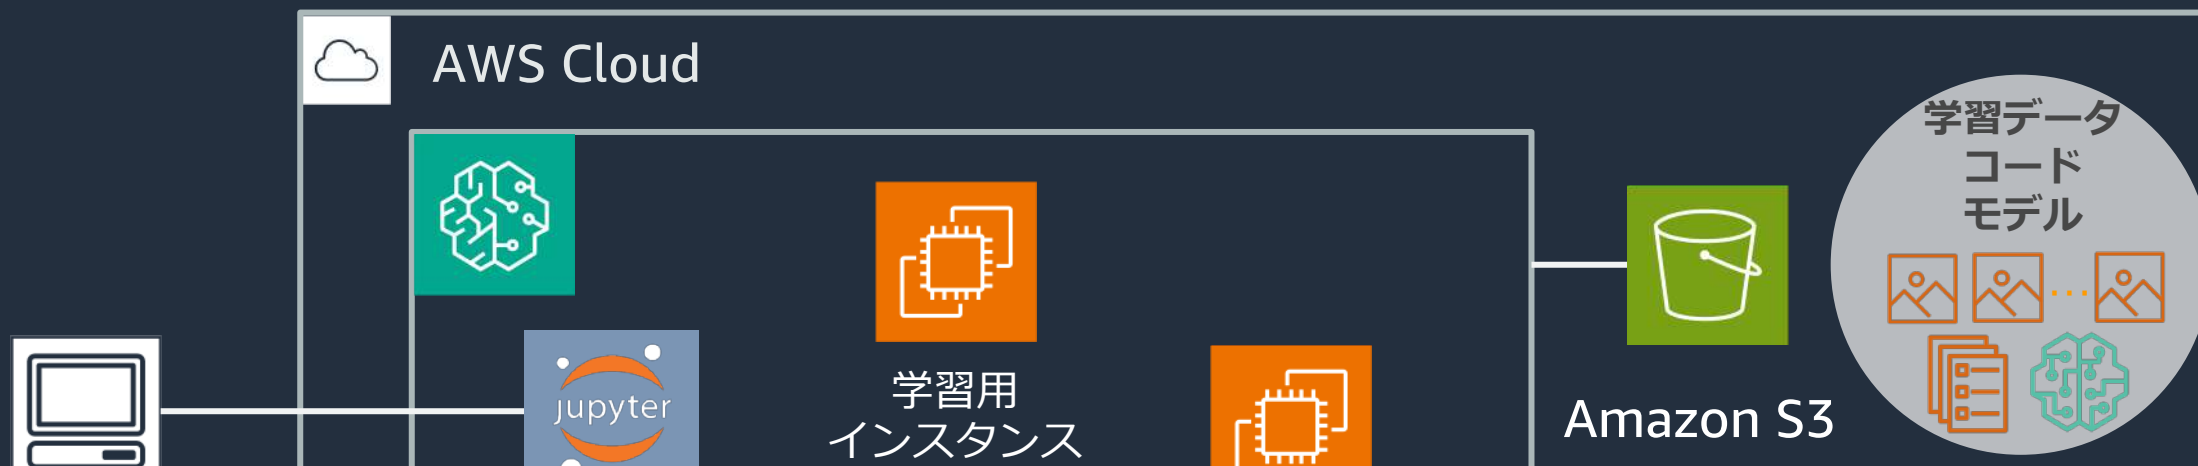 AWS Cloud
学習データ
コード
モデル
jupyter
学習用
インスタンス
Amazon S3